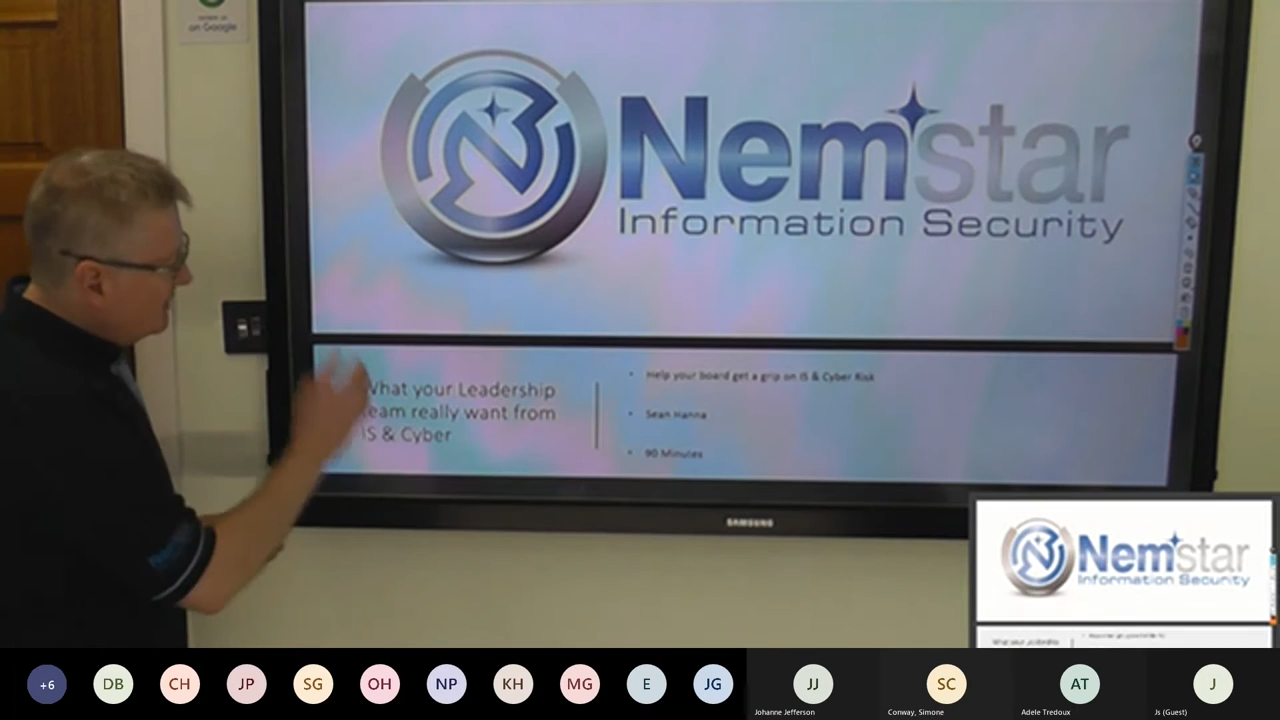 on Google
Nemstar
Information Security
What your Leadership
team really want from
IS & Cyber
Help your board get a grip on IS & Cyber Risk
Sean Hanna
90 Minutes
SAMSUNG
Nemstar
Information Security
+6
DB
CH
JP
SG
OH
NP
KH
MG
E
JG
JJ
SC
AT
J
Johanne Jefferson
Conway, Simone
Adele Tredoux
Js (Guest)